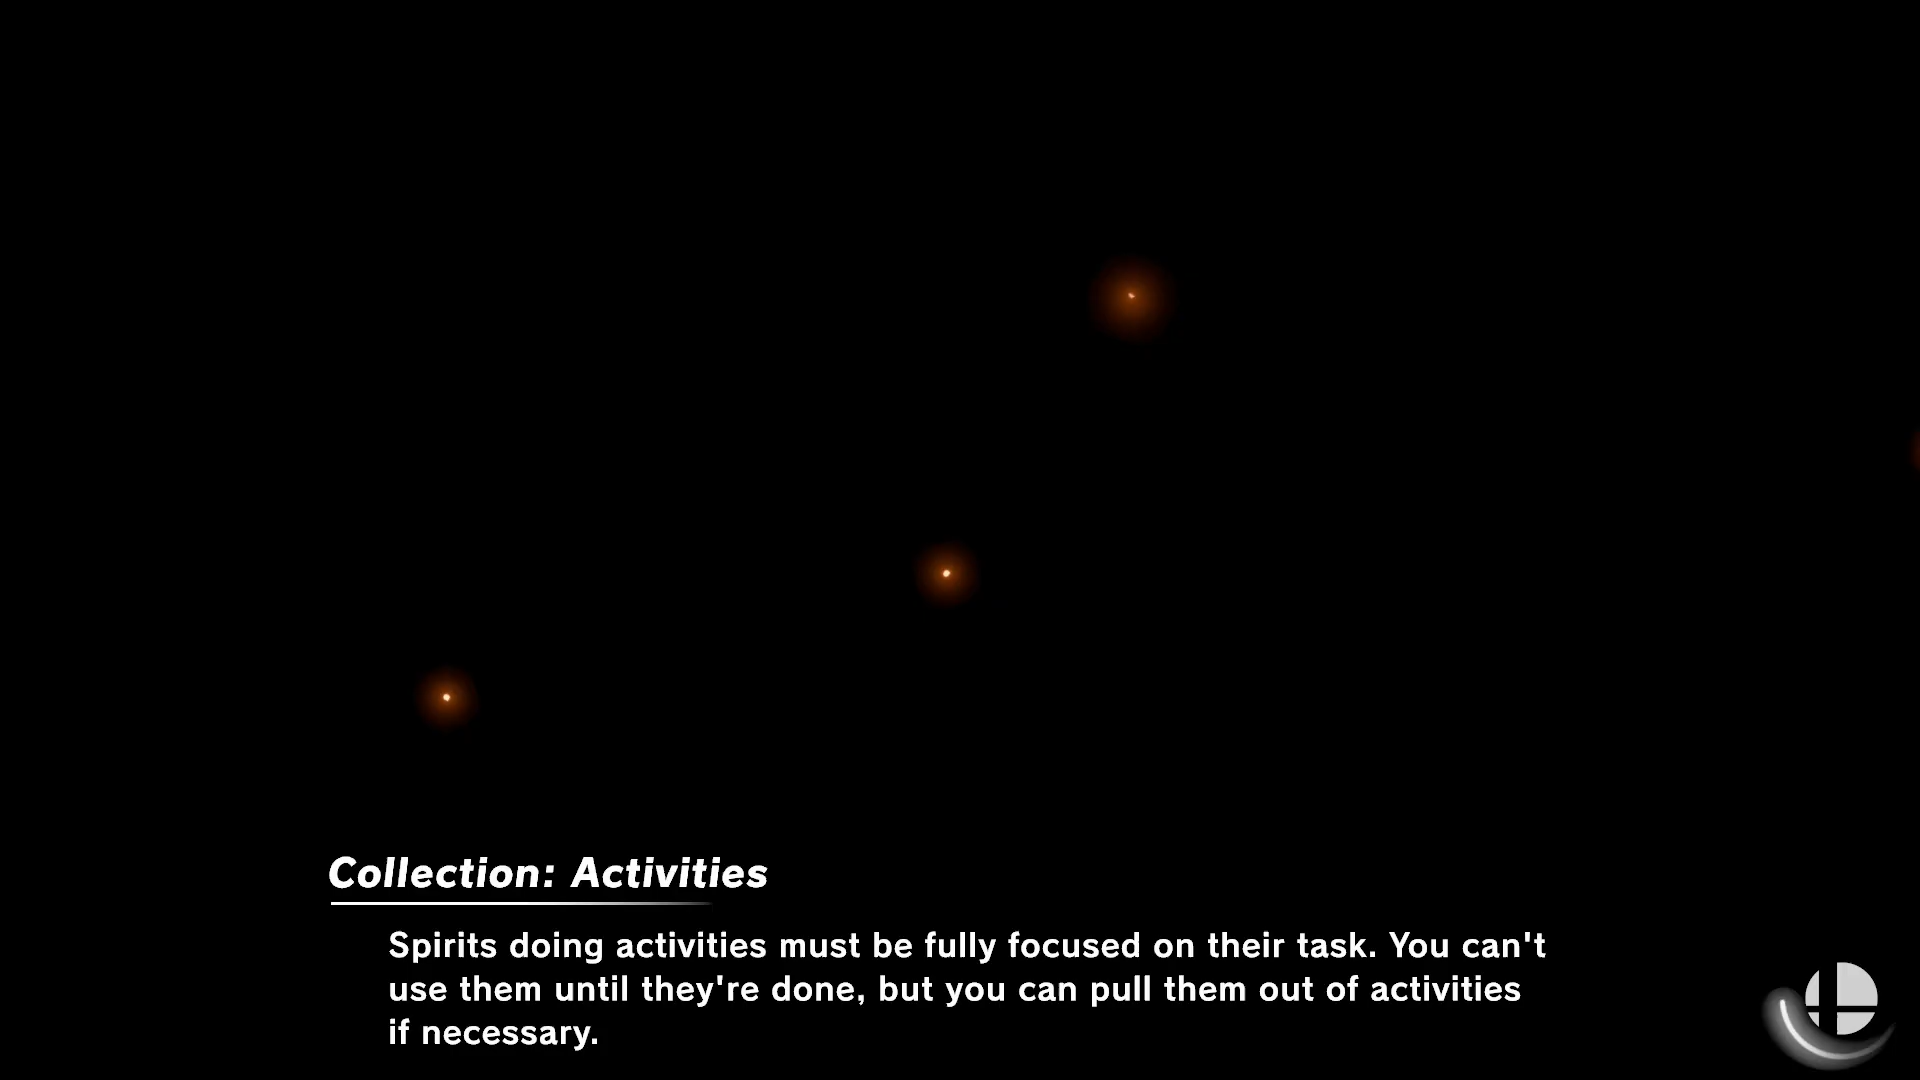 Collection: Activities
Spirits doing activities must be fully focused on their task. You can't
use them until they're done, but you can pull them out of activities
if necessary.